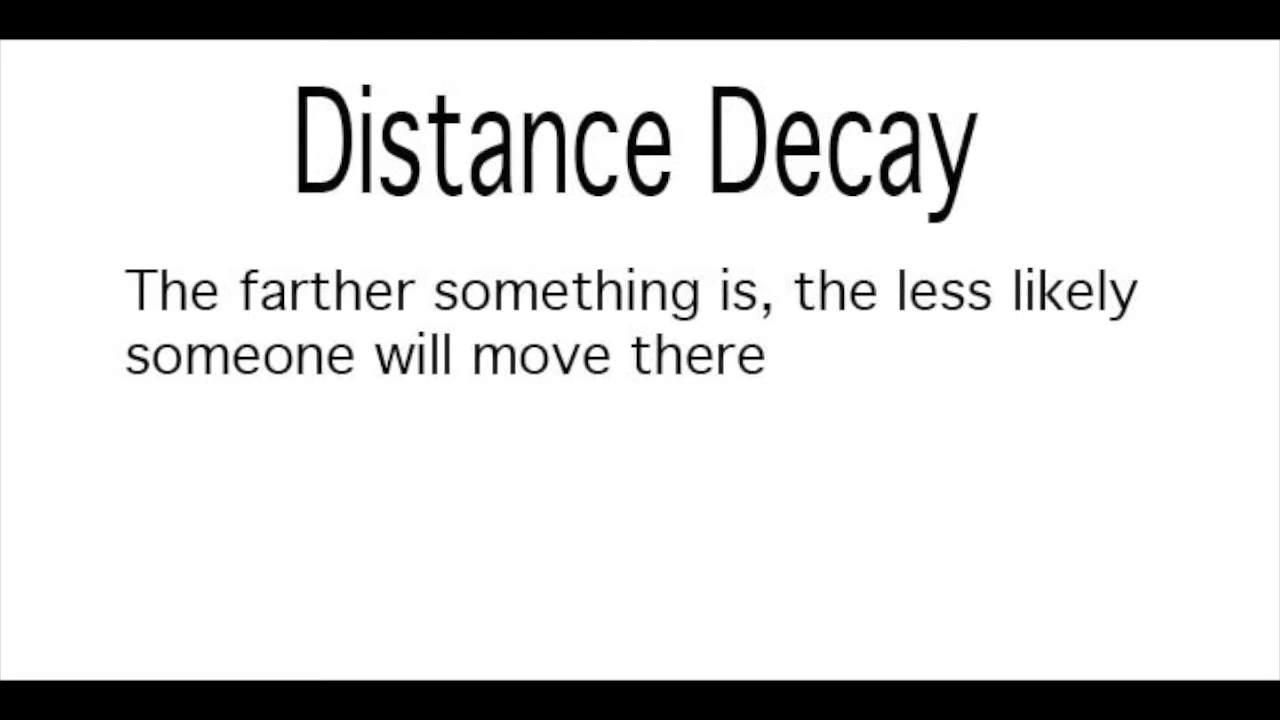 Distance Decay
The farther something is, the less likely
someone will move there